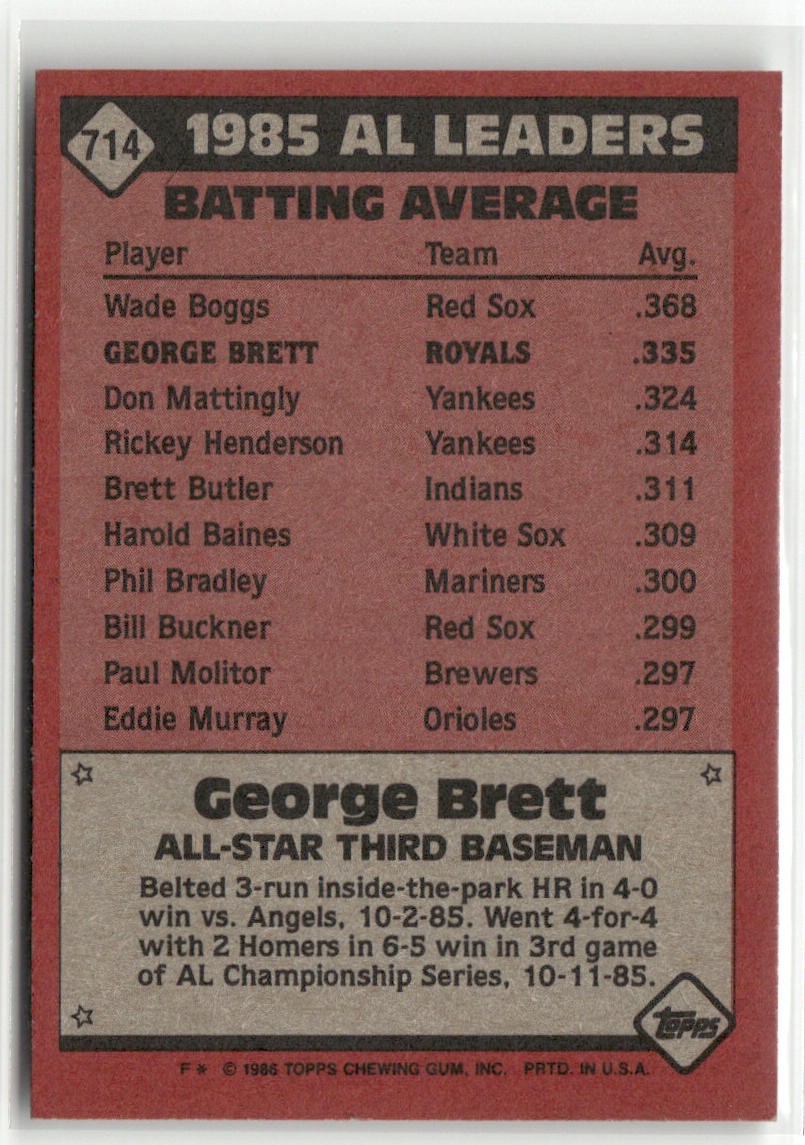 714 1985 AL LEADERS
BATTING AVERAGE
Player Team Avg.
Wade Boggs Red Sox .368
GEORGE BRETT ROYALS .335
Don Mattingly Yankees .324
Rickey Henderson Yankees .314
Brett Butler Indians .311
Harold Baines White Sox .309
Phil Bradley Mariners .300
Bill Buckner Red Sox .299
Paul Molitor Brewers .297
Eddie Murray Orioles .297
George Brett
ALL-STAR THIRD BASEMAN
Belted 3-run inside-the-park HR in 4-0
win vs. Angels, 10-2-85. Went 4-for-4
with 2 Homers in 6-5 win in 3rd game
of AL Championship Series, 10-11-85.
Topps
F * © 1986 TOPPS CHEWING GUM, INC. PRTD. IN U.S.A.